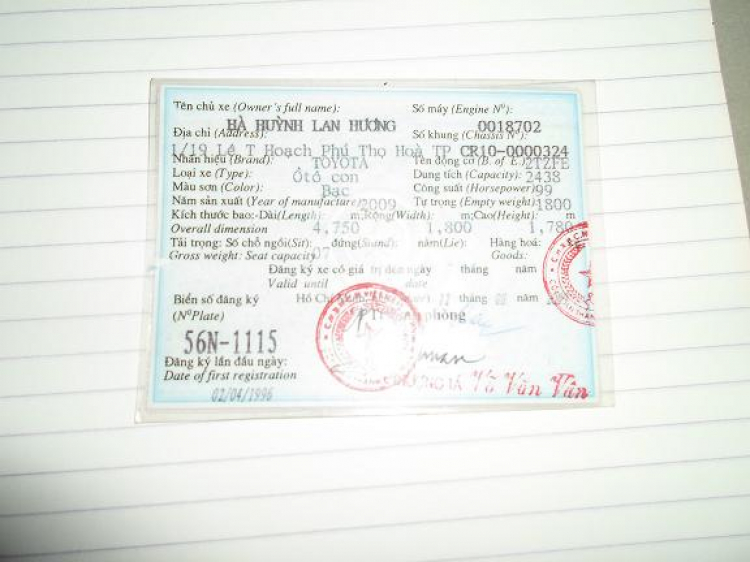 Tên chủ xe (Owner's full name): Số máy (Engine Nº):
HÀ HUỲNH LAN HƯƠNG 0018702
Địa chỉ (Address): Số khung (Chassis Nº):
1/19 Lê T Hoạch Phú Thọ Hoà TP CR10-0000324
Nhãn hiệu (Brand): TOYOTA Tên động cơ (B. of E.) 2TZFE
Loại xe (Type): Ôtô con Dung tích (Capacity): 2438
Màu sơn (Color): Bạc Công suất (Horsepower) 99
Năm sản xuất (Year of manufacture) 2009 Tự trọng (Empty weight) 1800
Kích thước bao:-Dài(Length): m;Rộng(Width): m;Cao(Height): m
Overall dimension 4,750 1,800 1,780
Tải trọng: Số chỗ ngồi(Sit): đứng(Stand): nằm(Lie): Hàng hoá:
Gross weight: Seat capacity 07 Goods:
Đăng ký xe có giá trị đến ngày tháng năm
Valid until date
Biển số đăng ký Hồ Chí tháng
(NºPlate) phòng
56N-1115
Đăng ký lần đầu ngày:
Date of first registration Võ Văn Vân
02/04/1996